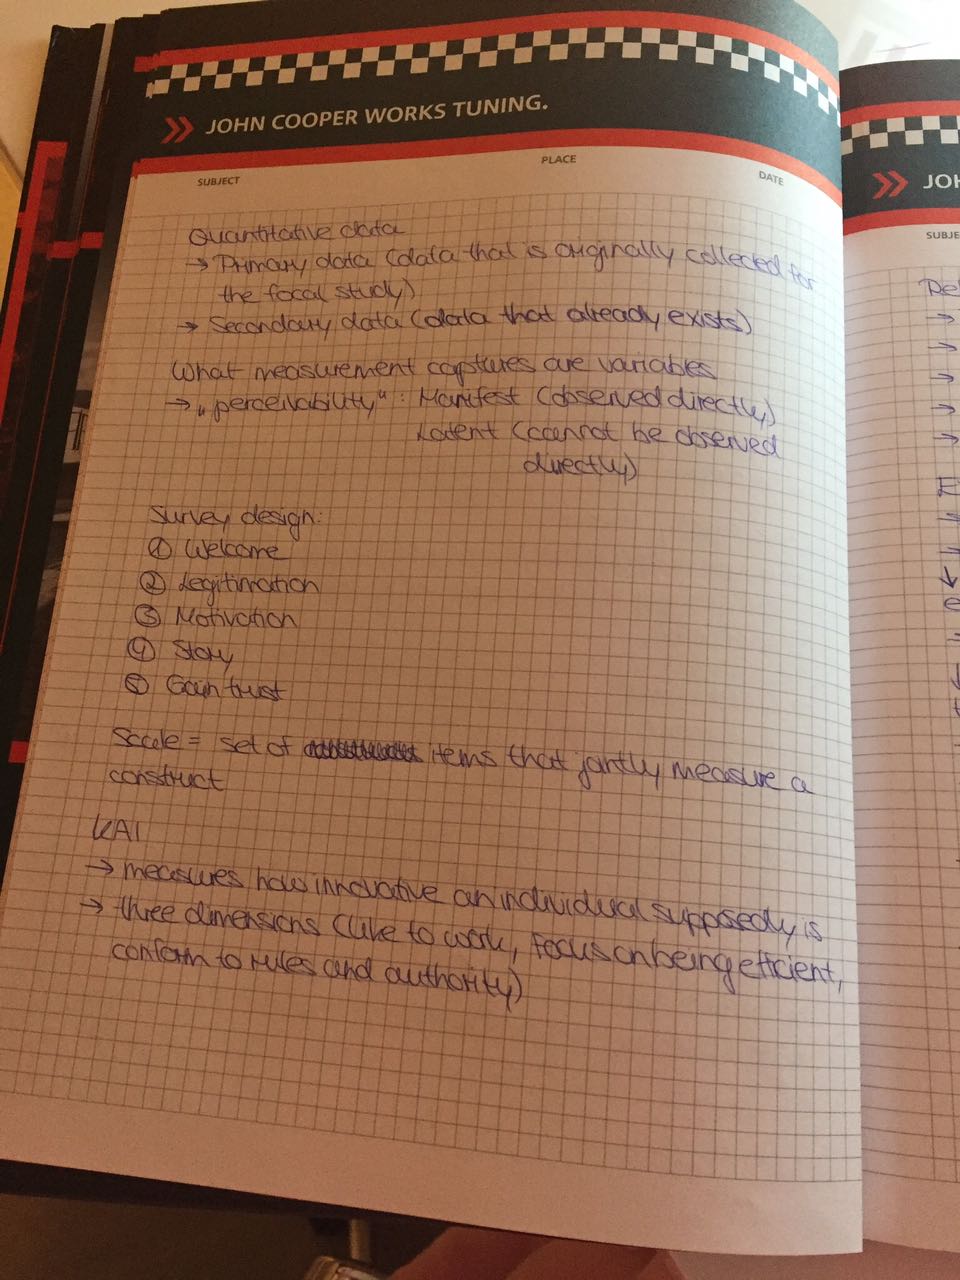 JOHN COOPER WORKS TUNING.
SUBJECT
PLACE
DATE
Quantitative data
→ Primary data (data that is originally collected for
the focal study)
→ Secondary data (data that already exists)
What measurement captures are variables
→ „perceivability“: Manifest (observed directly)
Latent (cannot be observed
directly)
Survey design:
① Welcome
② Legitimation
③ Motivation
④ Story
⑤ Gain trust
Scale = set of items that jointly measure a
construct
KAI
→ measures how innovative an individual supposedly is
→ three dimensions (like to work, focus on being efficient,
conform to rules and authority)
JOH
SUBJE
Rel